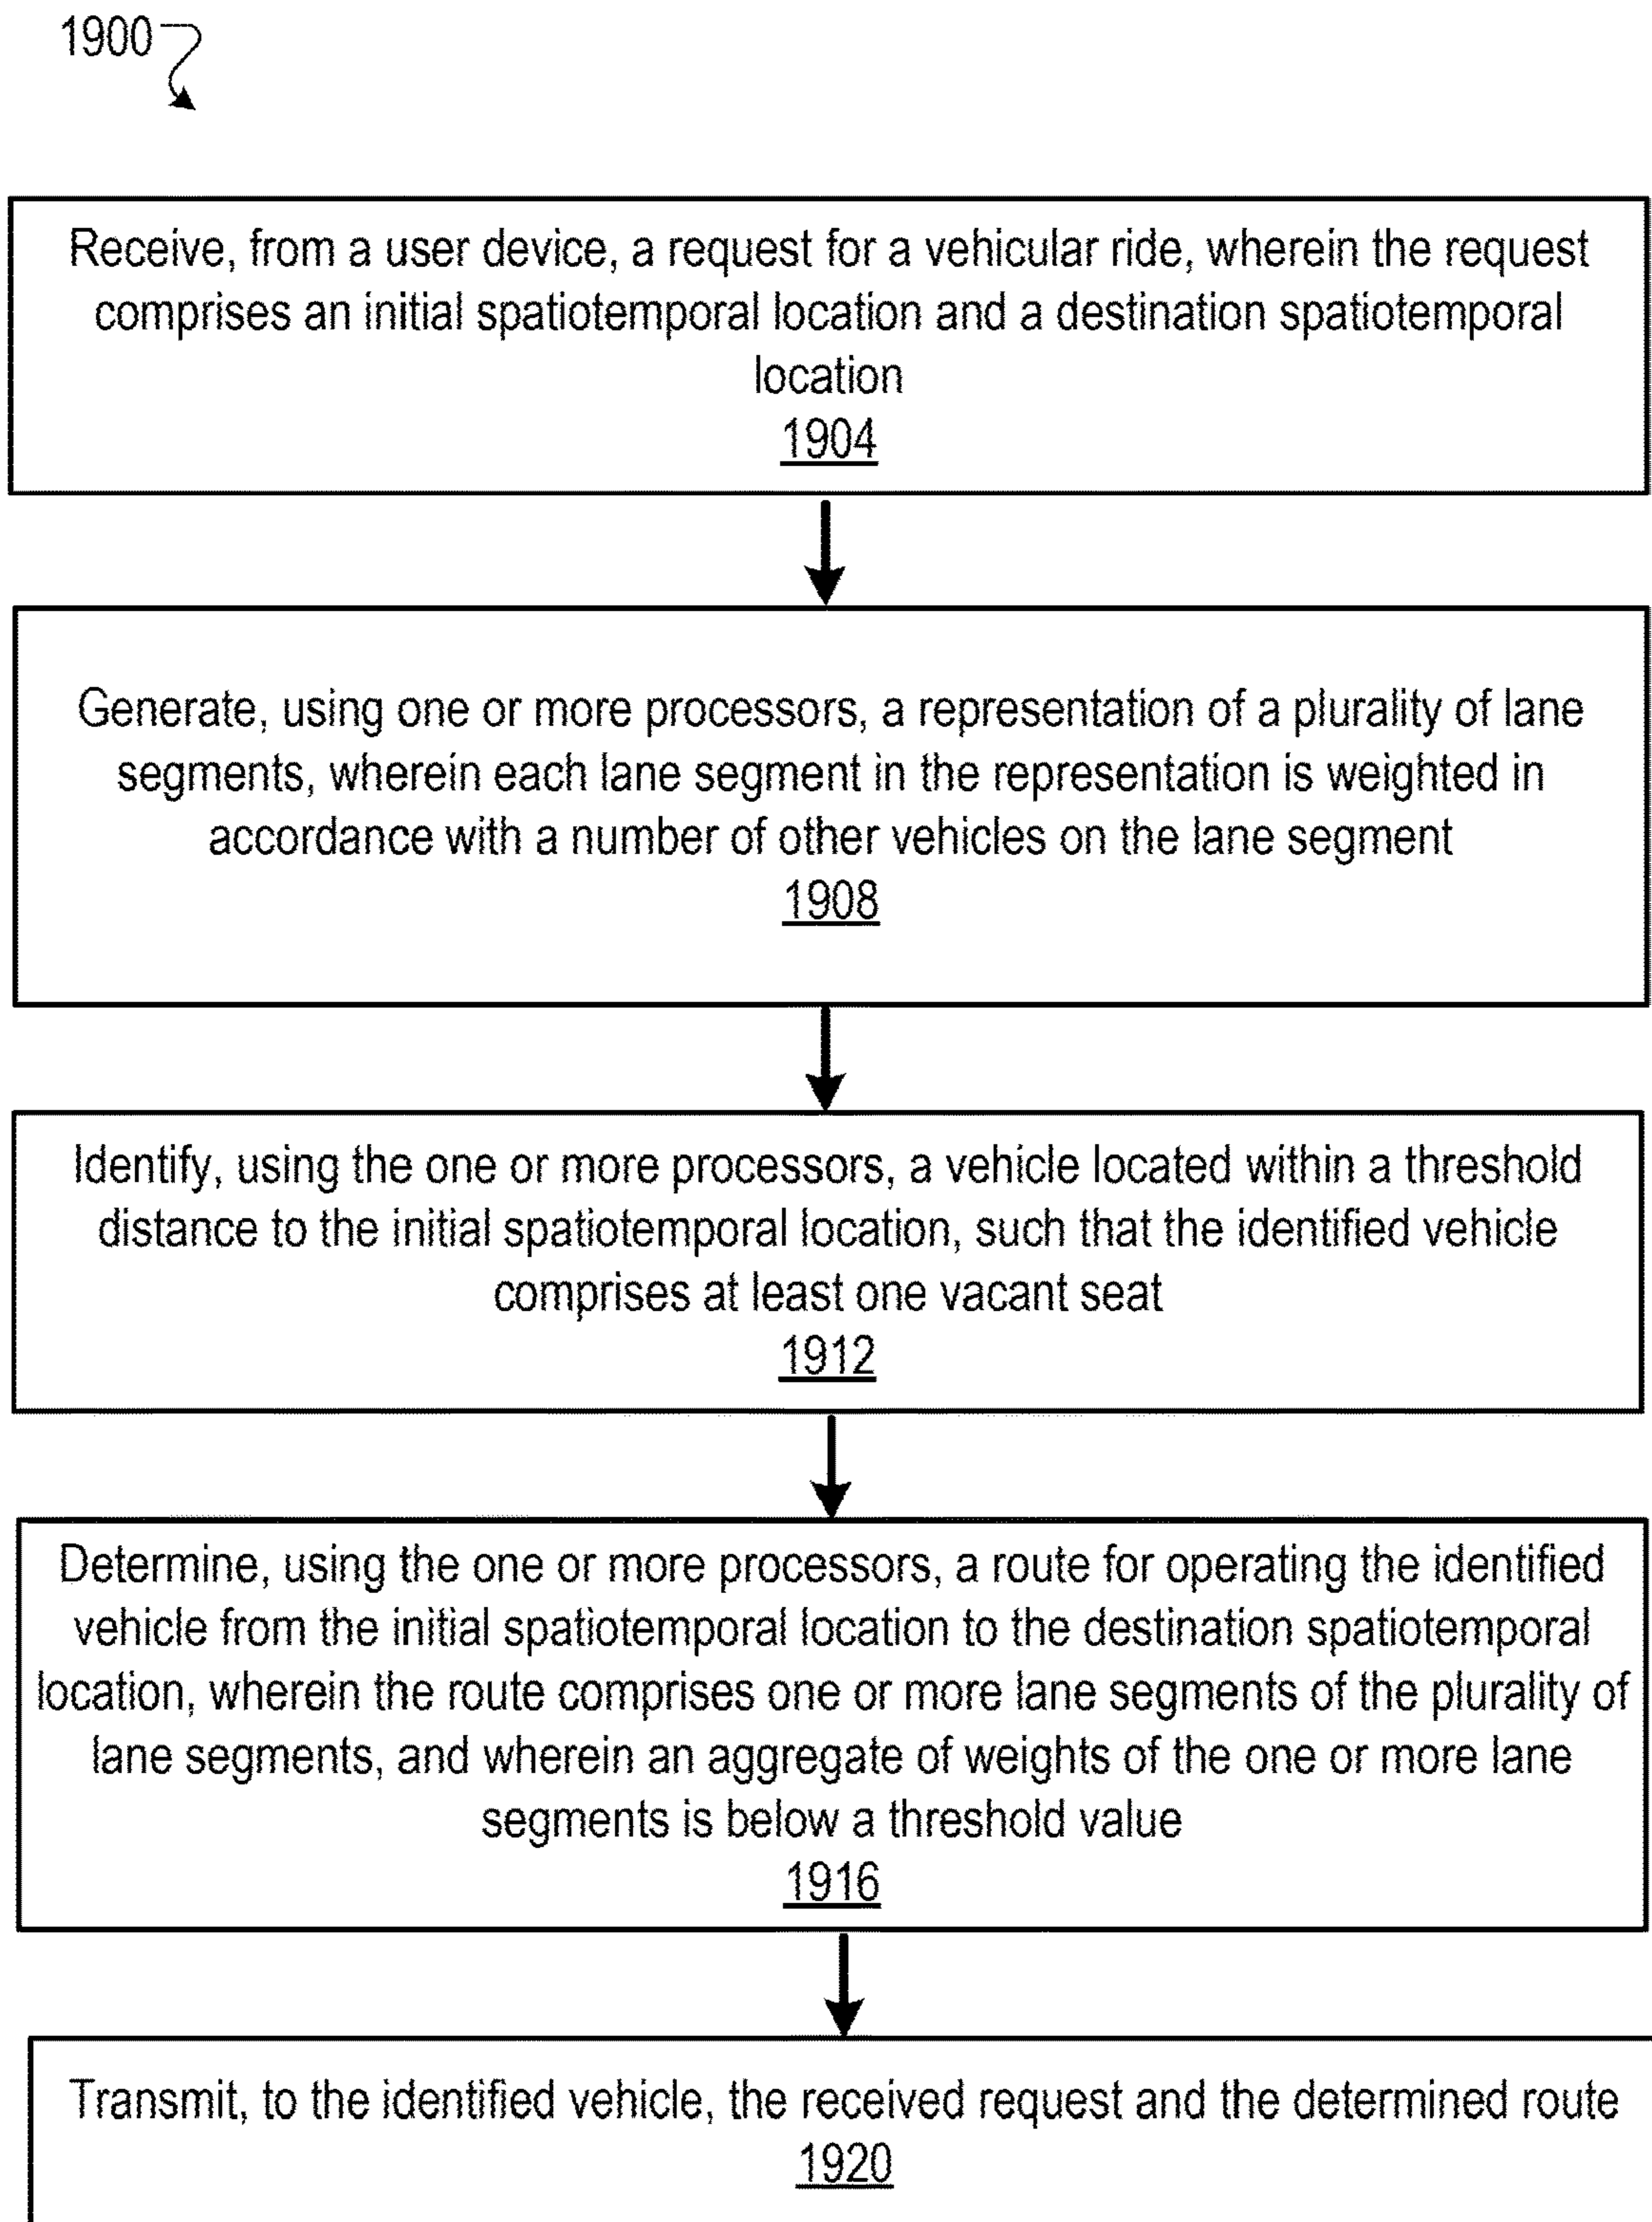 1900
Receive, from a user device, a request for a vehicular ride, wherein the request
comprises an initial spatiotemporal location and a destination spatiotemporal
location
1904
Generate, using one or more processors, a representation of a plurality of lane
segments, wherein each lane segment in the representation is weighted in
accordance with a number of other vehicles on the lane segment
1908
Identify, using the one or more processors, a vehicle located within a threshold
distance to the initial spatiotemporal location, such that the identified vehicle
comprises at least one vacant seat
1912
Determine, using the one or more processors, a route for operating the identified
vehicle from the initial spatiotemporal location to the destination spatiotemporal
location, wherein the route comprises one or more lane segments of the plurality of
lane segments, and wherein an aggregate of weights of the one or more lane
segments is below a threshold value
1916
Transmit, to the identified vehicle, the received request and the determined route
1920